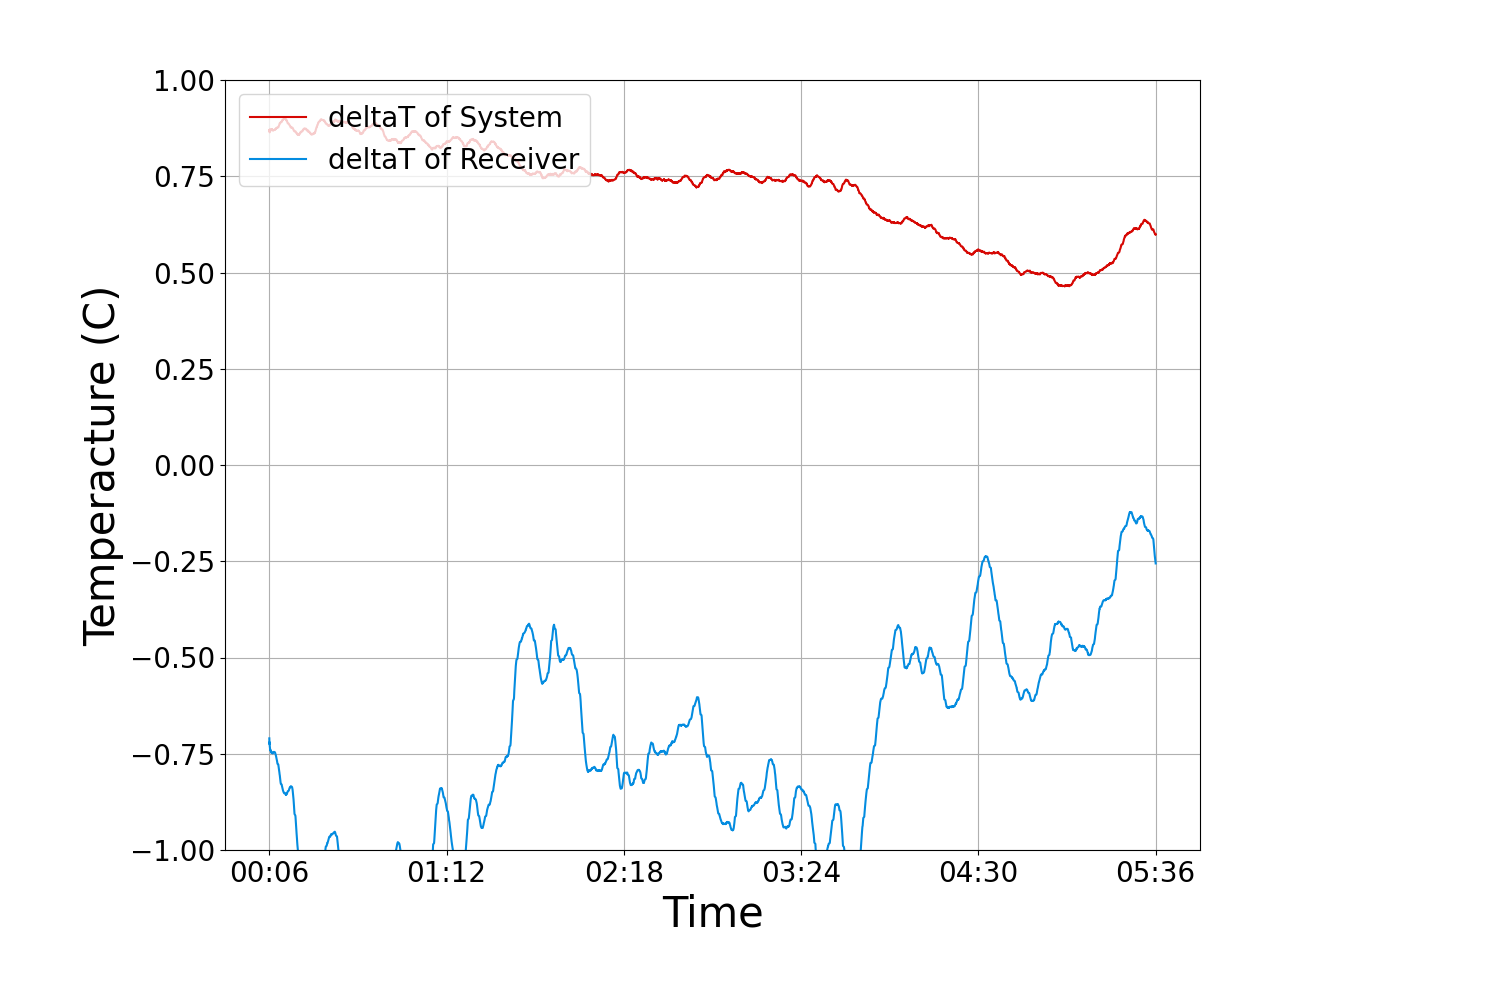 deltaT of System
deltaT of Receiver
Temperacture (C)
1.00
0.75
0.50
0.25
0.00
−0.25
−0.50
−0.75
−1.00
00:06 01:12 02:18 03:24 04:30 05:36
Time